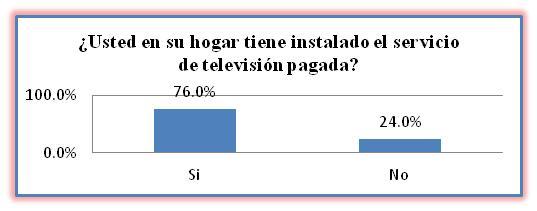 ¿Usted en su hogar tiene instalado el servicio
de televisión pagada?
100.0%
76.0%
24.0%
0.0%
Si
No